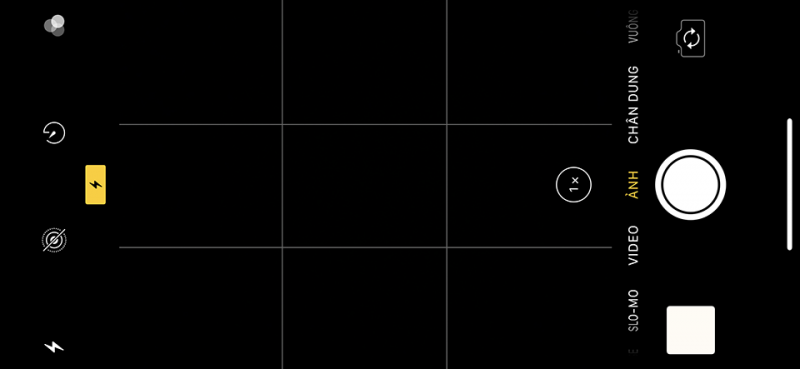 E
SLO-MO
VIDEO
ẢNH
CHÂN DUNG
VUÔNG
1×